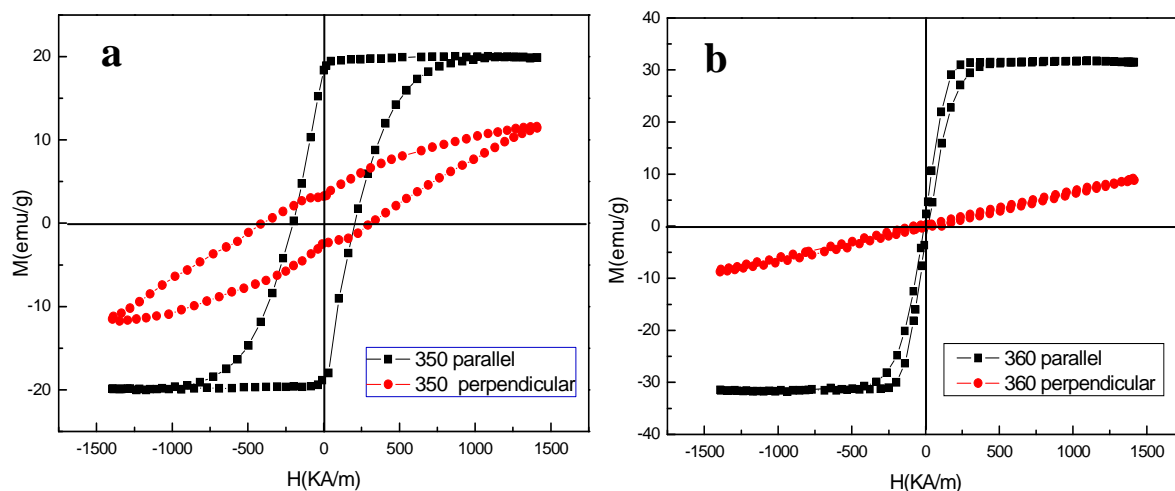 a
20
10
0
-10
-20
M(emu/g)
350 parallel
350 perpendicular
-1500 -1000 -500 0 500 1000 1500
H(KA/m)
b
40
30
20
10
0
-10
-20
-30
-40
M(emu/g)
360 parallel
360 perpendicular
-1500 -1000 -500 0 500 1000 1500
H(KA/m)